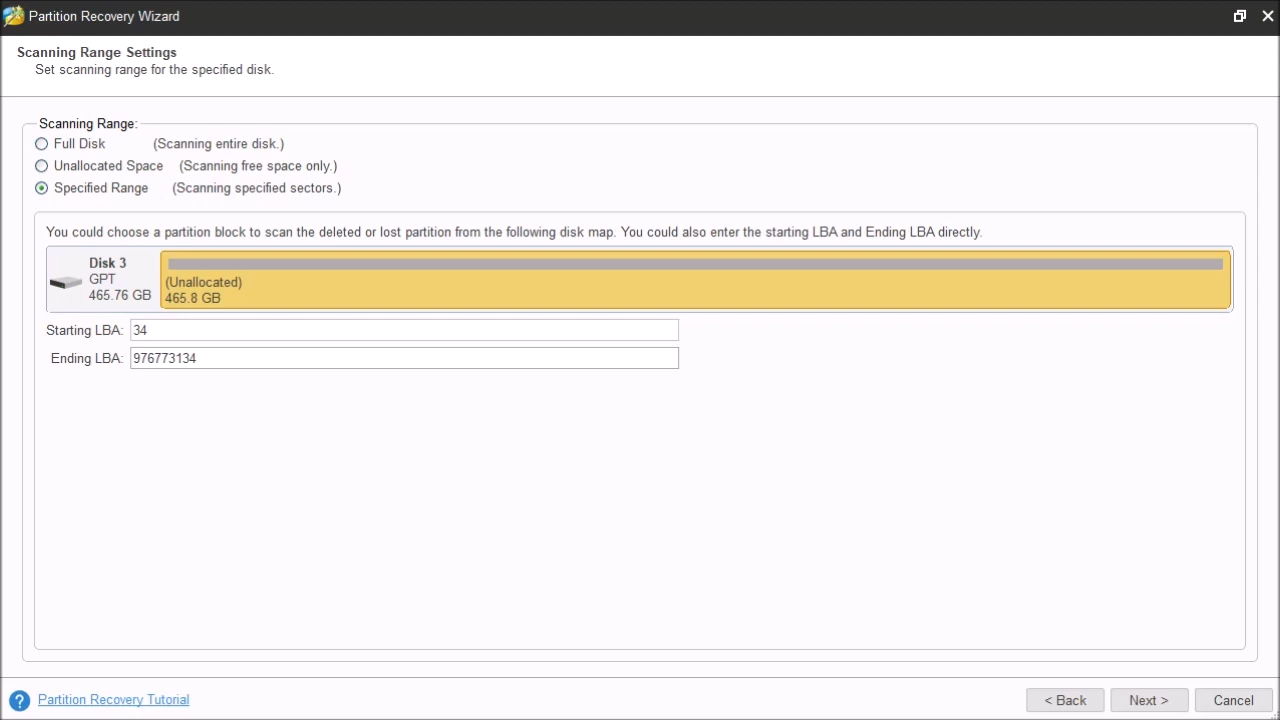 Partition Recovery Wizard
Scanning Range Settings
Set scanning range for the specified disk.
Scanning Range:
Full Disk (Scanning entire disk.)
Unallocated Space (Scanning free space only.)
Specified Range (Scanning specified sectors.)
You could choose a partition block to scan the deleted or lost partition from the following disk map. You could also enter the starting LBA and Ending LBA directly.
Disk 3
GPT
465.76 GB
(Unallocated)
465.8 GB
Starting LBA: 34
Ending LBA: 976773134
? Partition Recovery Tutorial
< Back Next > Cancel